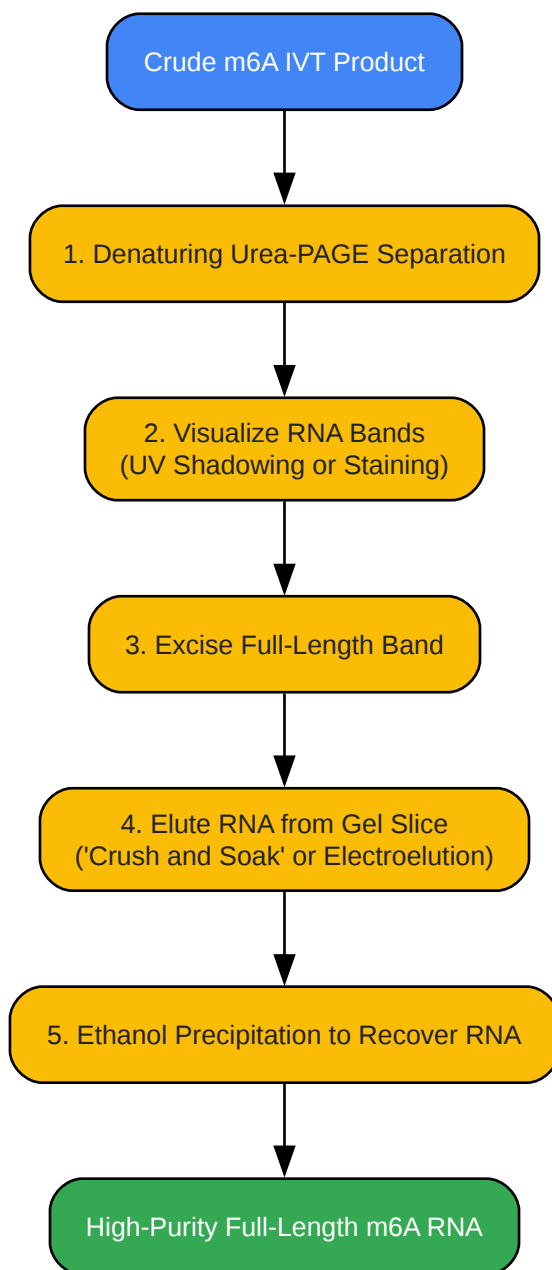 Crude m6A IVT Product
1. Denaturing Urea-PAGE Separation
2. Visualize RNA Bands
(UV Shadowing or Staining)
3. Excise Full-Length Band
4. Elute RNA from Gel Slice
('Crush and Soak' or Electroelution)
5. Ethanol Precipitation to Recover RNA
High-Purity Full-Length m6A RNA